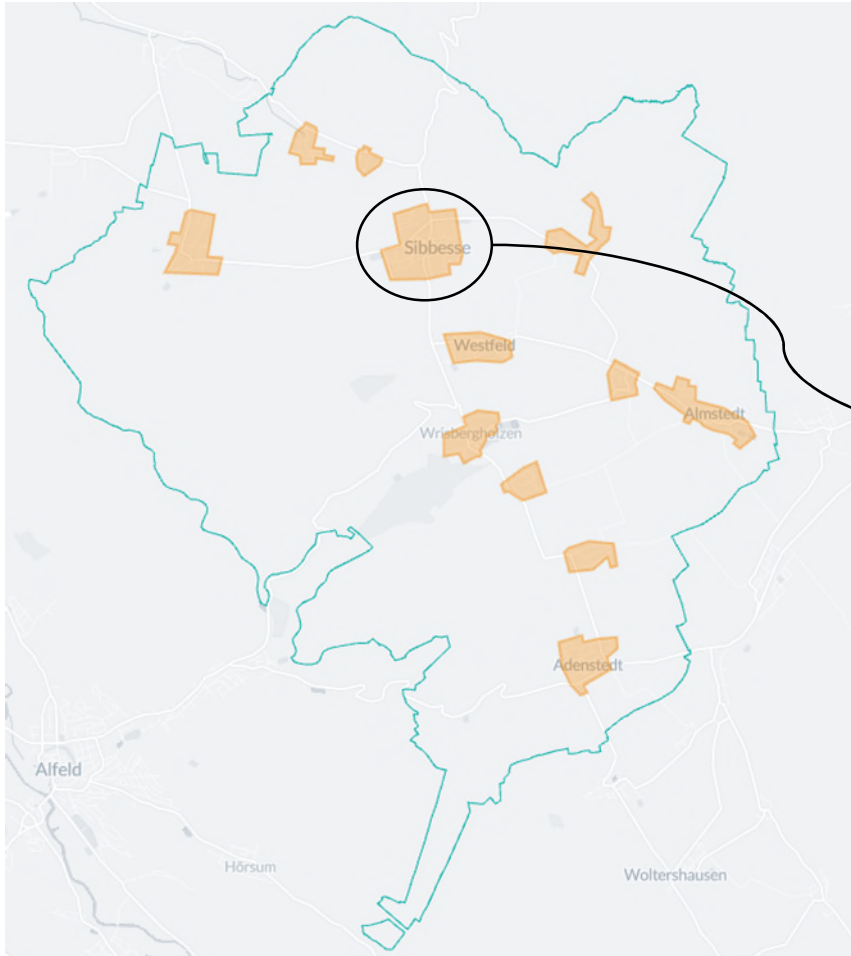 Sibbesse
Westfeld
Almstedt
Wrisbergholzen
Adenstedt
Alfeld
Hörsum
Woltershausen